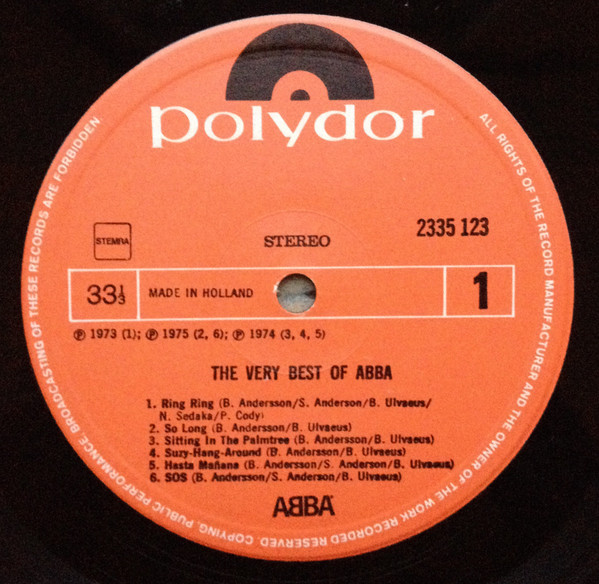 polydor
STEMRA
STEREO
2335 123
33⅓
MADE IN HOLLAND
1
℗ 1973 (1); ℗ 1975 (2, 6); ℗ 1974 (3, 4, 5)
THE VERY BEST OF ABBA
1. Ring Ring (B. Andersson/S. Anderson/B. Ulvaeus/
N. Sedaka/P. Cody)
2. So Long (B. Andersson/B. Ulvaeus)
3. Sitting In The Palmtree (B. Andersson/B. Ulvaeus)
4. Suzy-Hang-Around (B. Andersson/B. Ulvaeus)
5. Hasta Mañana (B. Andersson/S. Anderson/B. Ulvaeus)
6. SOS (B. Andersson/S. Anderson/B. Ulvaeus)
ABBA
ALL RIGHTS OF THE RECORD MANUFACTURER AND THE OWNER OF THE WORK RECORDED RESERVED. COPYING, PUBLIC PERFORMANCE, BROADCASTING OF THESE RECORDS ARE FORBIDDEN